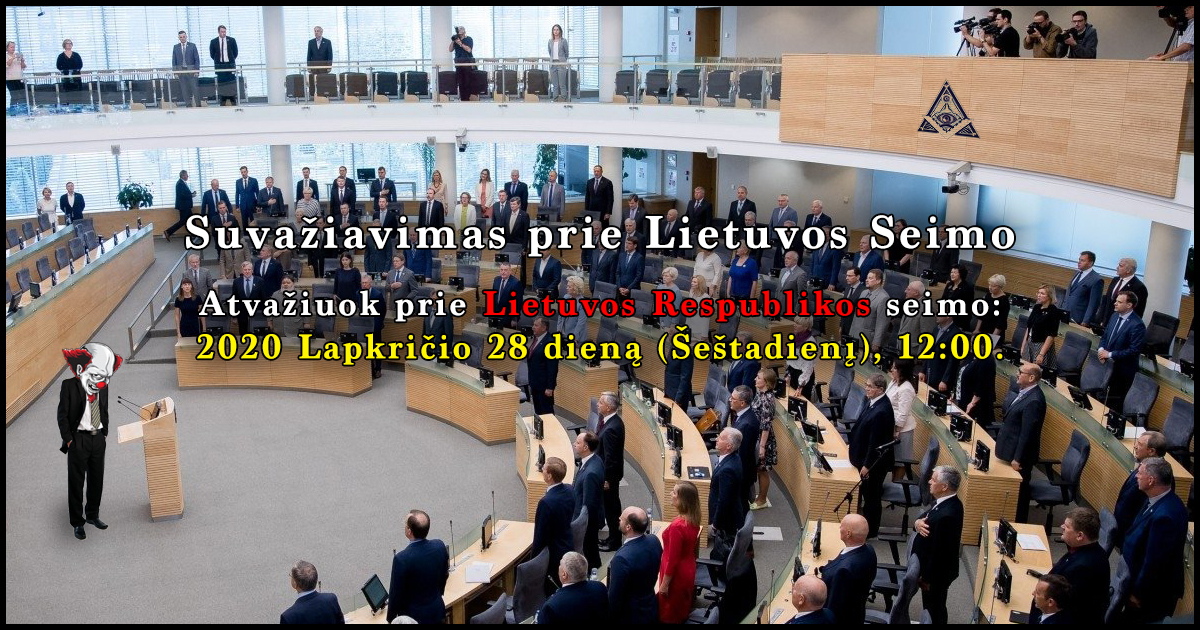 Suvažiavimas prie Lietuvos Seimo
Atvažiuok prie Lietuvos Respublikos seimo:
2020 Lapkričio 28 dieną (Šeštadienį), 12:00.